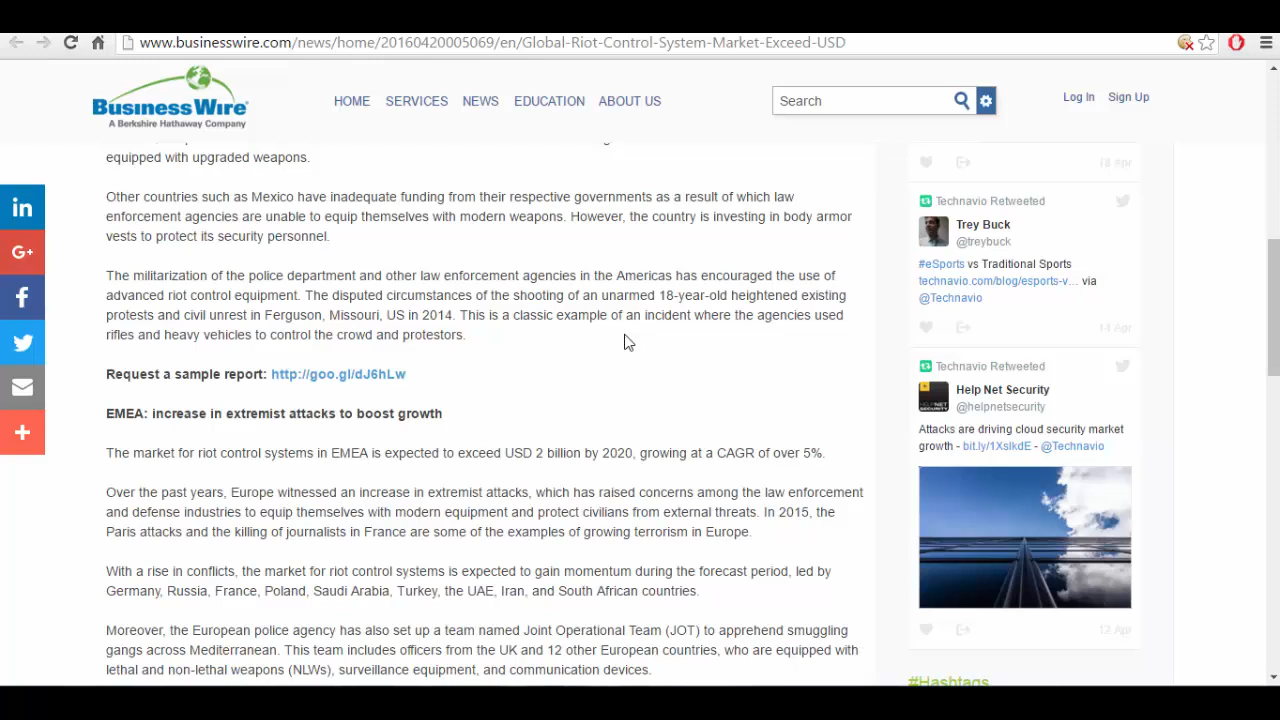 www.businesswire.com/news/home/20160420005069/en/Global-Riot-Control-System-Market-Exceed-USD
BusinessWire
A Berkshire Hathaway Company
HOME SERVICES NEWS EDUCATION ABOUT US
Search
Log In Sign Up
equipped with upgraded weapons.
Other countries such as Mexico have inadequate funding from their respective governments as a result of which law
enforcement agencies are unable to equip themselves with modern weapons. However, the country is investing in body armor
vests to protect its security personnel.
The militarization of the police department and other law enforcement agencies in the Americas has encouraged the use of
advanced riot control equipment. The disputed circumstances of the shooting of an unarmed 18-year-old heightened existing
protests and civil unrest in Ferguson, Missouri, US in 2014. This is a classic example of an incident where the agencies used
rifles and heavy vehicles to control the crowd and protestors.
Request a sample report: http://goo.gl/dJ6hLw
EMEA: increase in extremist attacks to boost growth
The market for riot control systems in EMEA is expected to exceed USD 2 billion by 2020, growing at a CAGR of over 5%.
Over the past years, Europe witnessed an increase in extremist attacks, which has raised concerns among the law enforcement
and defense industries to equip themselves with modern equipment and protect civilians from external threats. In 2015, the
Paris attacks and the killing of journalists in France are some of the examples of growing terrorism in Europe.
With a rise in conflicts, the market for riot control systems is expected to gain momentum during the forecast period, led by
Germany, Russia, France, Poland, Saudi Arabia, Turkey, the UAE, Iran, and South African countries.
Moreover, the European police agency has also set up a team named Joint Operational Team (JOT) to apprehend smuggling
gangs across Mediterranean. This team includes officers from the UK and 12 other European countries, who are equipped with
lethal and non-lethal weapons (NLWs), surveillance equipment, and communication devices.
in
G+
f
18 Apr
Technavio Retweeted
Trey Buck
@treybuck
#eSports vs Traditional Sports
technavio.com/blog/esports-v... via
@Technavio
14 Apr
Technavio Retweeted
HELP NET
SECURITY
Help Net Security
@helpnetsecurity
Attacks are driving cloud security market
growth - bit.ly/1XsIkdE - @Technavio
12 Apr
#Hashtags